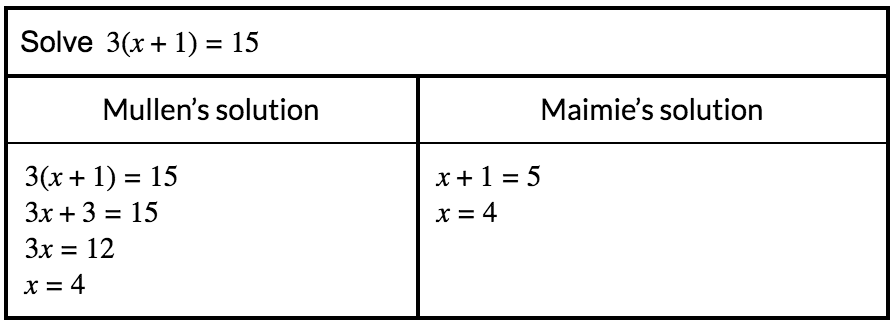 Solve 3(x + 1) = 15
Mullen’s solution
Maimie’s solution
3(x + 1) = 15
3x + 3 = 15
3x = 12
x = 4
x + 1 = 5
x = 4